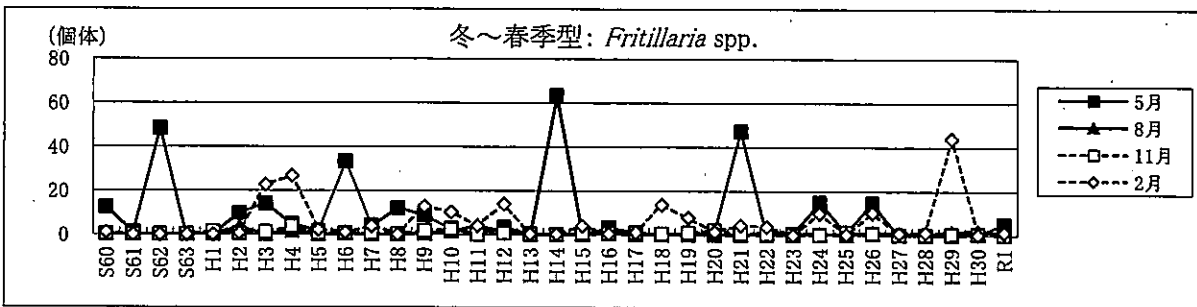 冬～春季型: Fritillaria spp.
(個体)
80
60
40
20
0
S60 S61 S62 S63 H1 H2 H3 H4 H5 H6 H7 H8 H9 H10 H11 H12 H13 H14 H15 H16 H17 H18 H19 H20 H21 H22 H23 H24 H25 H26 H27 H28 H29 H30 R1
5月
8月
11月
2月